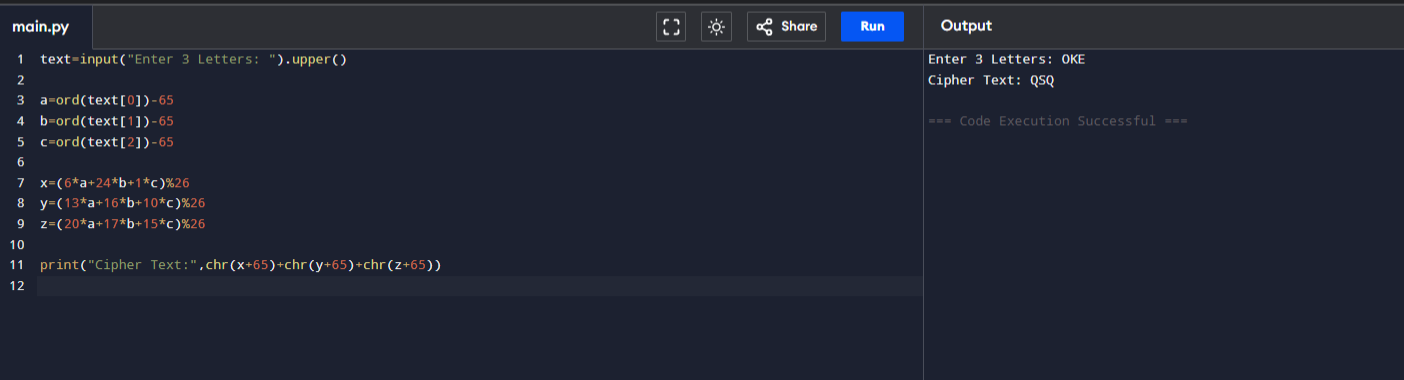 main.py
Share
Run
Output
1 text=input("Enter 3 Letters: ").upper()
2
3 a=ord(text[0])-65
4 b=ord(text[1])-65
5 c=ord(text[2])-65
6
7 x=(6*a+24*b+1*c)%26
8 y=(13*a+16*b+10*c)%26
9 z=(20*a+17*b+15*c)%26
10
11 print("Cipher Text:",chr(x+65)+chr(y+65)+chr(z+65))
12
Enter 3 Letters: OKE
Cipher Text: QSQ
=== Code Execution Successful ===